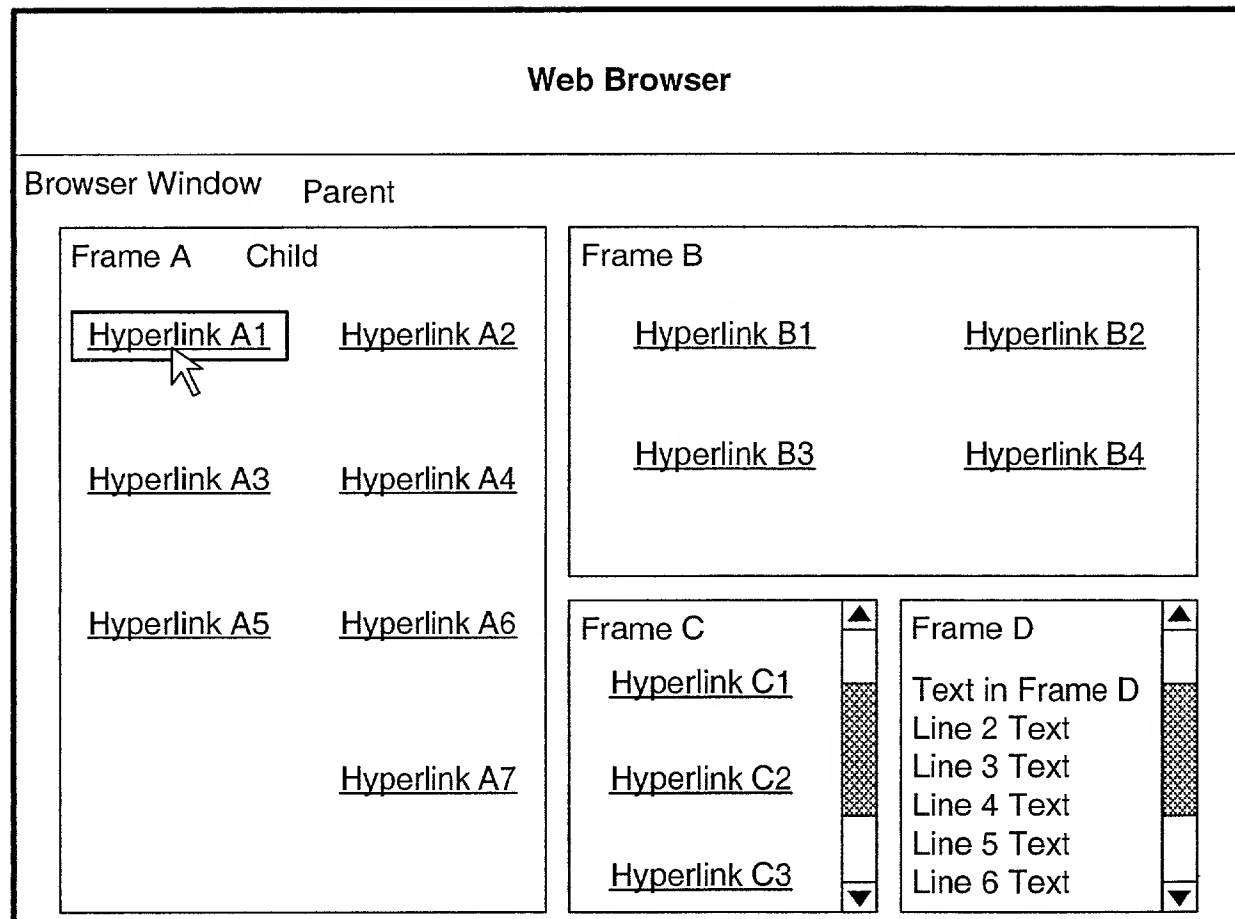 Web Browser
Browser Window Parent
Frame A Child
Hyperlink A1 Hyperlink A2
Hyperlink A3 Hyperlink A4
Hyperlink A5 Hyperlink A6
Hyperlink A7
Frame B
Hyperlink B1 Hyperlink B2
Hyperlink B3 Hyperlink B4
Frame C
Hyperlink C1
Hyperlink C2
Hyperlink C3
Frame D
Text in Frame D
Line 2 Text
Line 3 Text
Line 4 Text
Line 5 Text
Line 6 Text